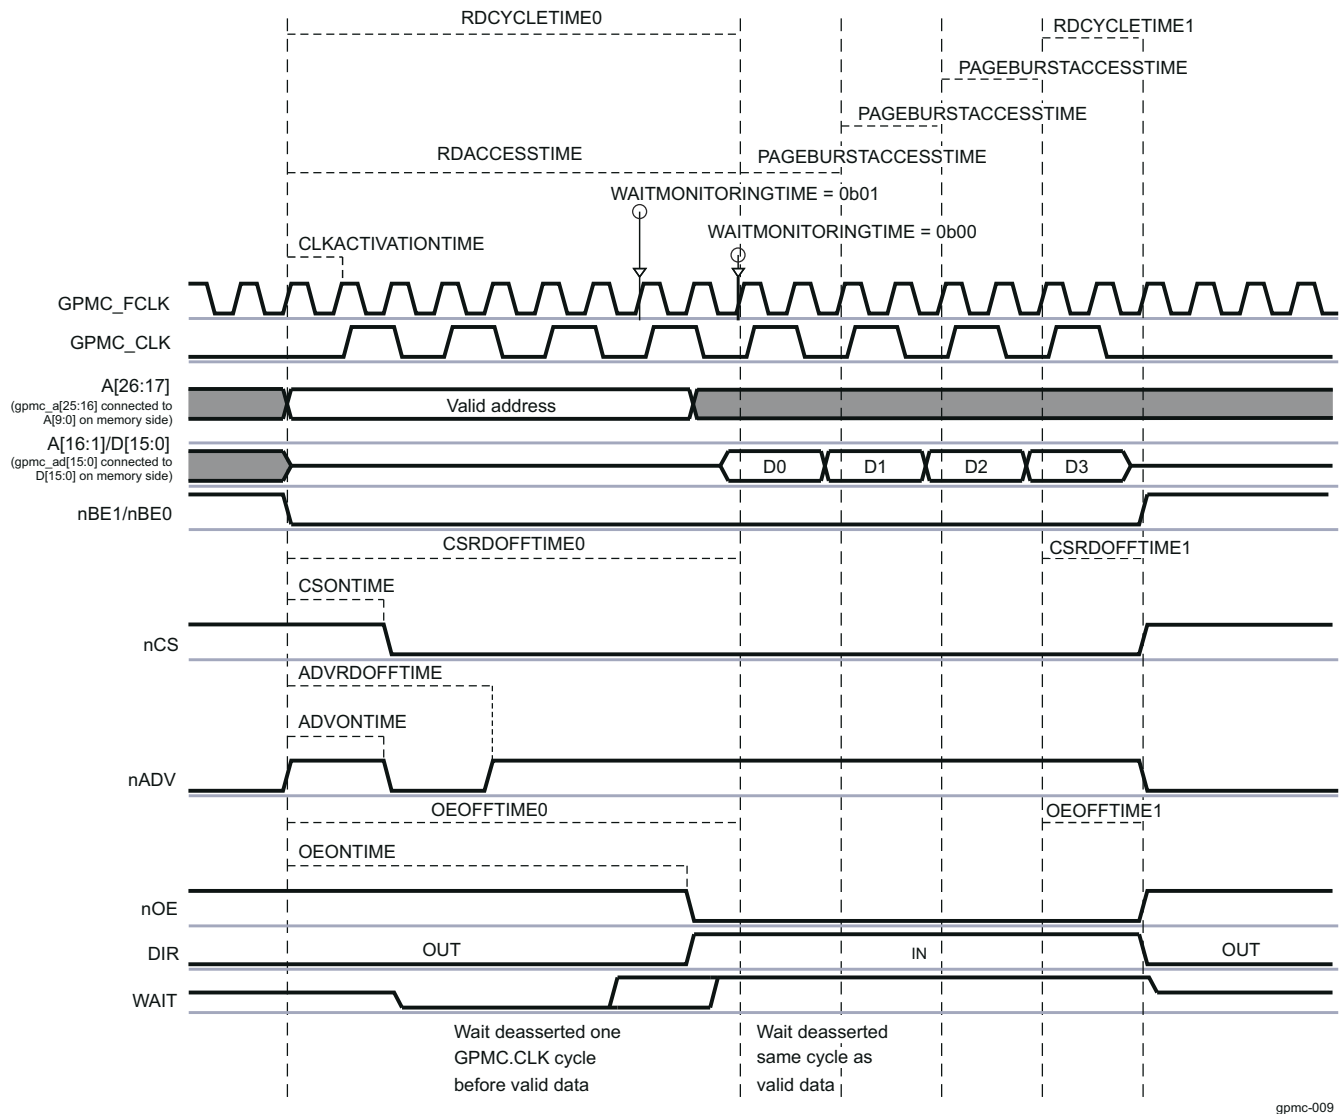 RDCYCLETIME0
RDCYCLETIME1
PAGEBURSTACCESSTIME
PAGEBURSTACCESSTIME
RDACCESSTIME
PAGEBURSTACCESSTIME
WAITMONITORINGTIME = 0b01
WAITMONITORINGTIME = 0b00
CLKACTIVATIONTIME
GPMC_FCLK
GPMC_CLK
A[26:17]
(gpmc_a[25:16] connected to
A[9:0] on memory side)
Valid address
A[16:1]/D[15:0]
(gpmc_ad[15:0] connected to
D[15:0] on memory side)
D0 D1 D2 D3
nBE1/nBE0
CSRDOFFTIME0 CSRDOFFTIME1
CSONTIME
nCS
ADVRDOFFTIME
ADVONTIME
nADV
OEOFFTIME0 OEOFFTIME1
OEONTIME
nOE
DIR OUT IN OUT
WAIT
Wait deasserted one
GPMC.CLK cycle
before valid data
Wait deasserted
same cycle as
valid data
gpmc-009